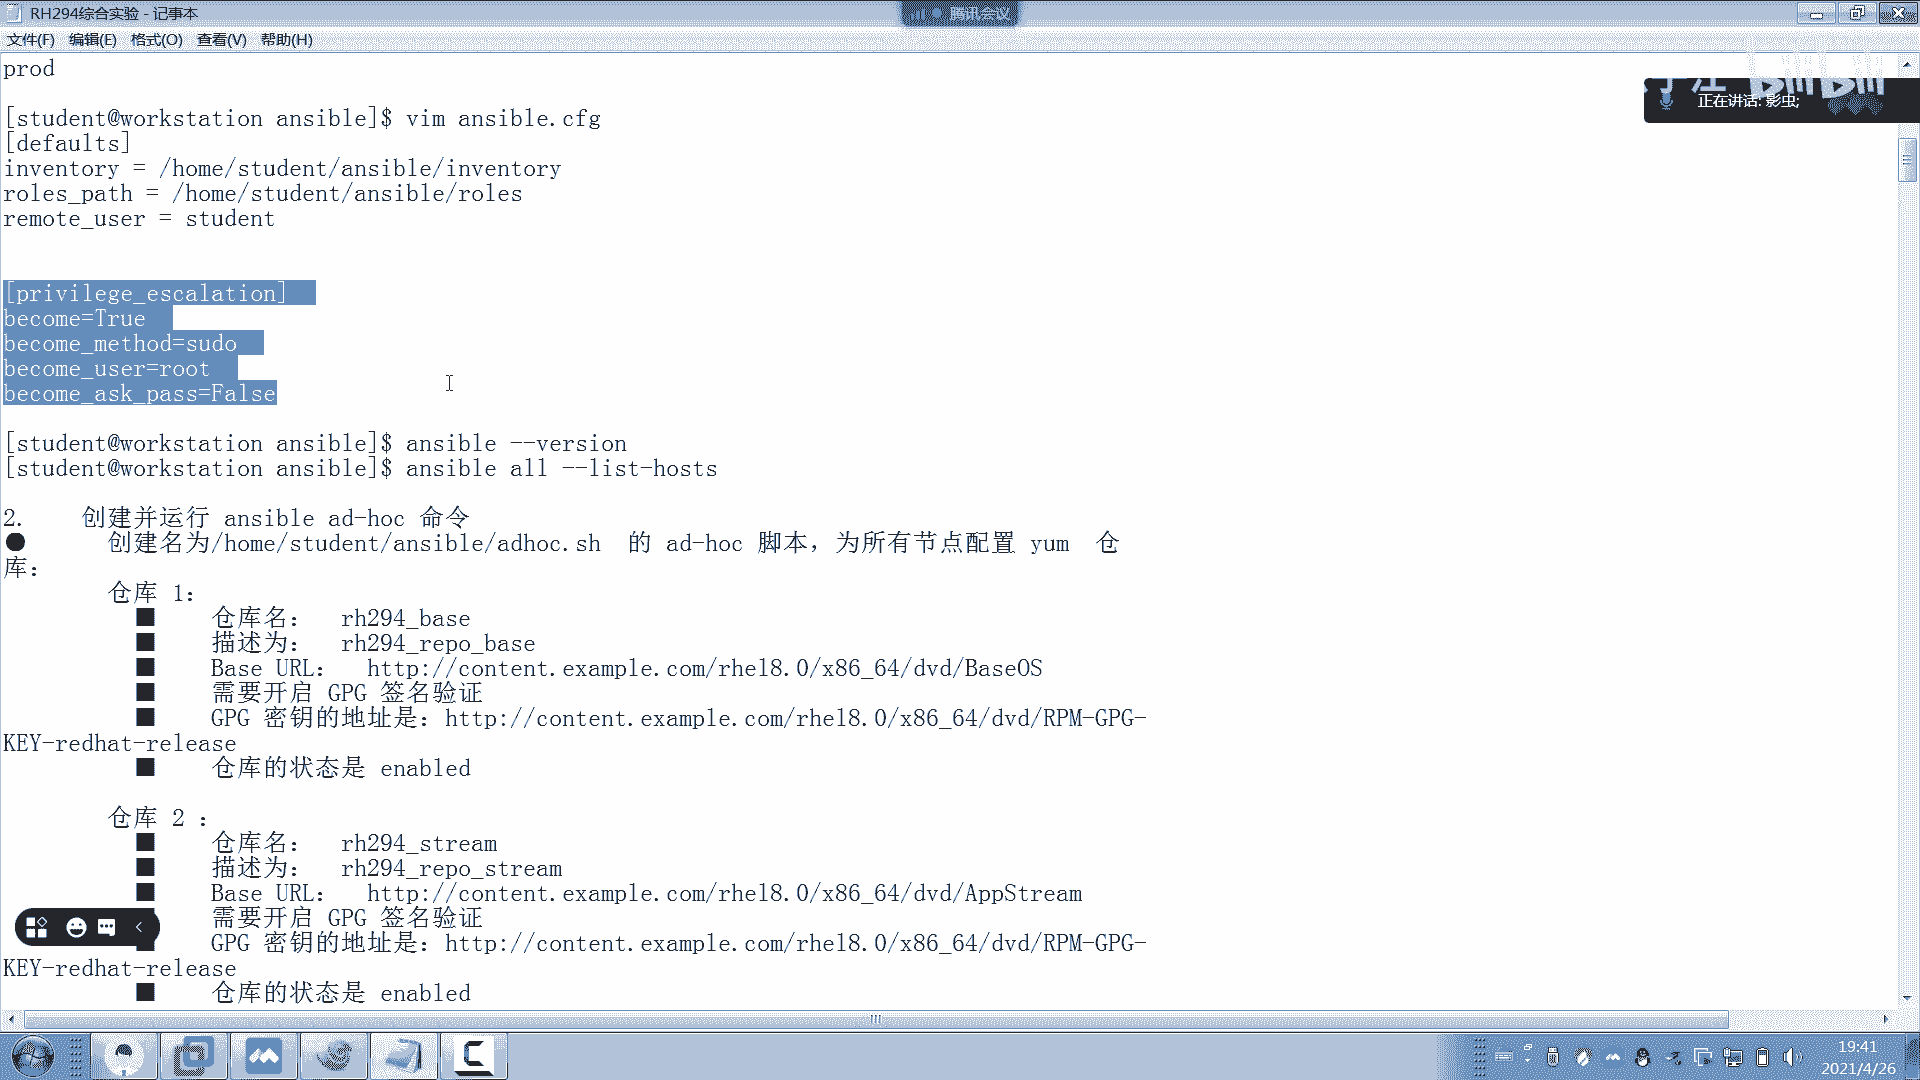 RH294综合实验 - 记事本
腾讯会议
文件(F) 编辑(E) 格式(O) 查看(V) 帮助(H)
prod
正在讲话: 影虫;
[student@workstation ansible]$ vim ansible.cfg
[defaults]
inventory = /home/student/ansible/inventory
roles_path = /home/student/ansible/roles
remote_user = student
[privilege_escalation]
become=True
become_method=sudo
become_user=root
become_ask_pass=False
[student@workstation ansible]$ ansible --version
[student@workstation ansible]$ ansible all --list-hosts
2. 创建并运行 ansible ad-hoc 命令
● 创建名为/home/student/ansible/adhoc.sh 的 ad-hoc 脚本，为所有节点配置 yum 仓
库：
仓库 1：
■ 仓库名： rh294_base
■ 描述为： rh294_repo_base
■ Base URL： http://content.example.com/rhel8.0/x86_64/dvd/BaseOS
■ 需要开启 GPG 签名验证
■ GPG 密钥的地址是：http://content.example.com/rhel8.0/x86_64/dvd/RPM-GPG-
KEY-redhat-release
■ 仓库的状态是 enabled
仓库 2 ：
■ 仓库名： rh294_stream
■ 描述为： rh294_repo_stream
■ Base URL： http://content.example.com/rhel8.0/x86_64/dvd/AppStream
需要开启 GPG 签名验证
GPG 密钥的地址是：http://content.example.com/rhel8.0/x86_64/dvd/RPM-GPG-
KEY-redhat-release
■ 仓库的状态是 enabled
19:41
2021/4/26